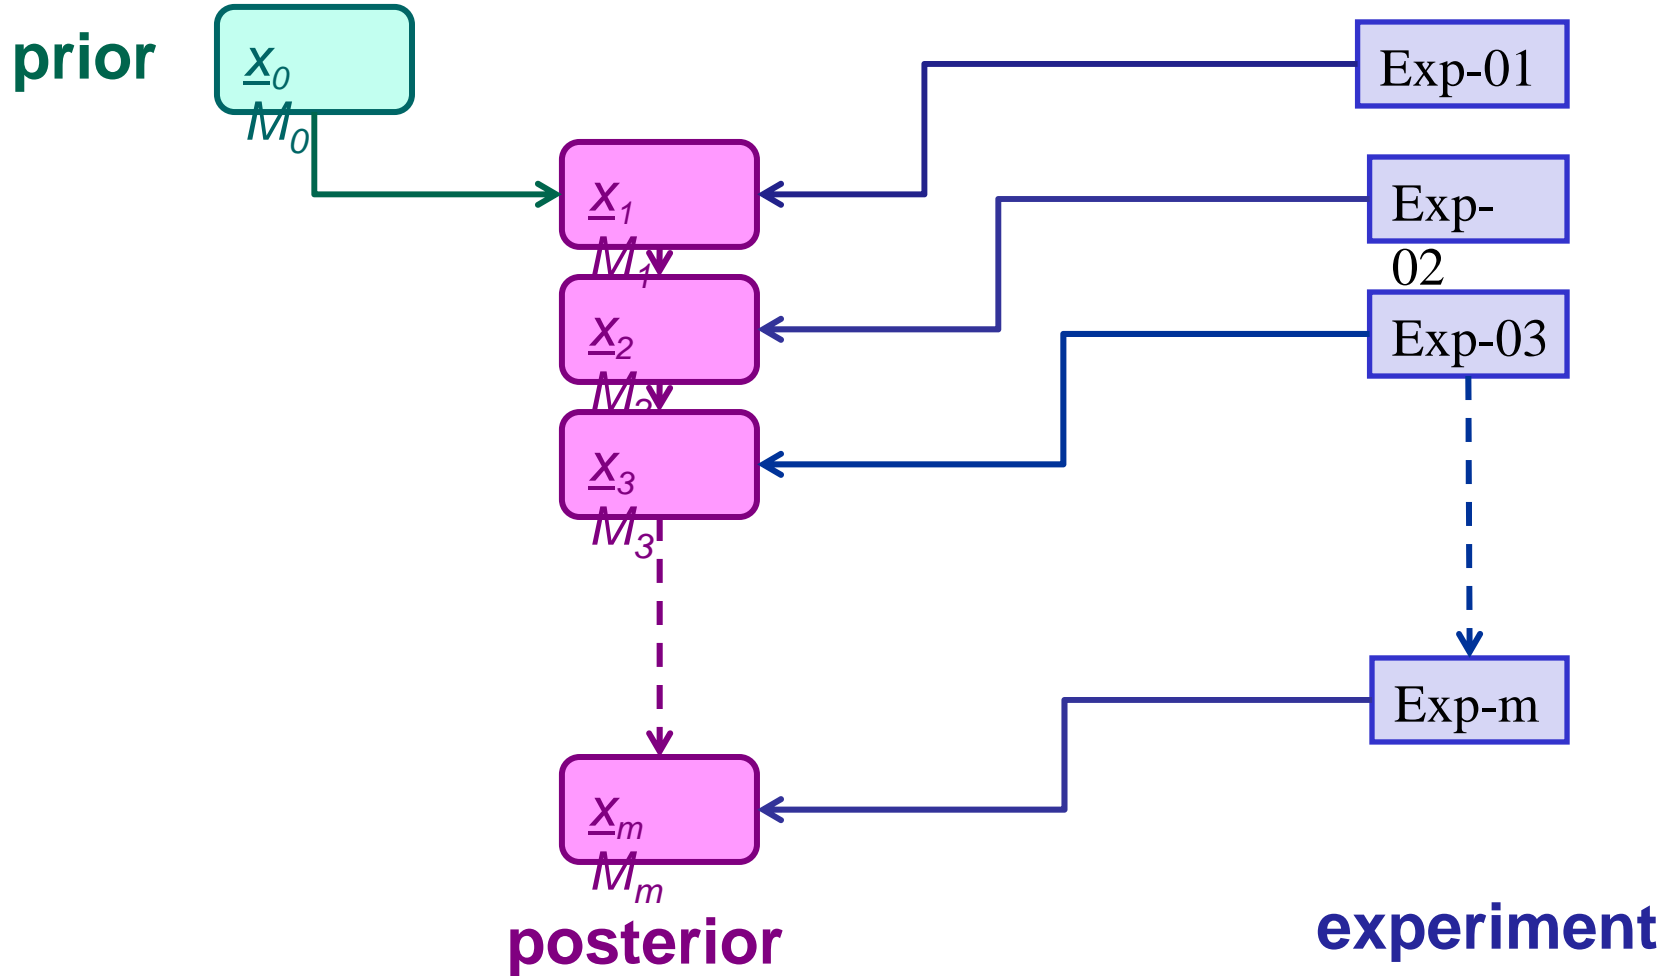 prior
x₀
M₀
Exp-01
x₁
M₁
Exp-
02
x₂
M₂
Exp-03
x₃
M₃
Exp-m
xₘ
Mₘ
posterior
experiment